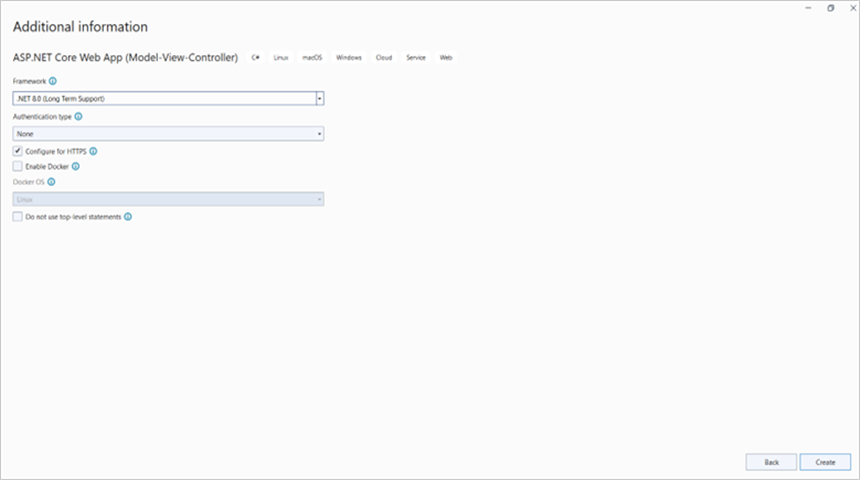 Additional information
ASP.NET Core Web App (Model-View-Controller) C# Linux macOS Windows Cloud Service Web
Framework
.NET 8.0 (Long Term Support)
Authentication type
None
Configure for HTTPS
Enable Docker
Docker OS
Linux
Do not use top-level statements
Back Create